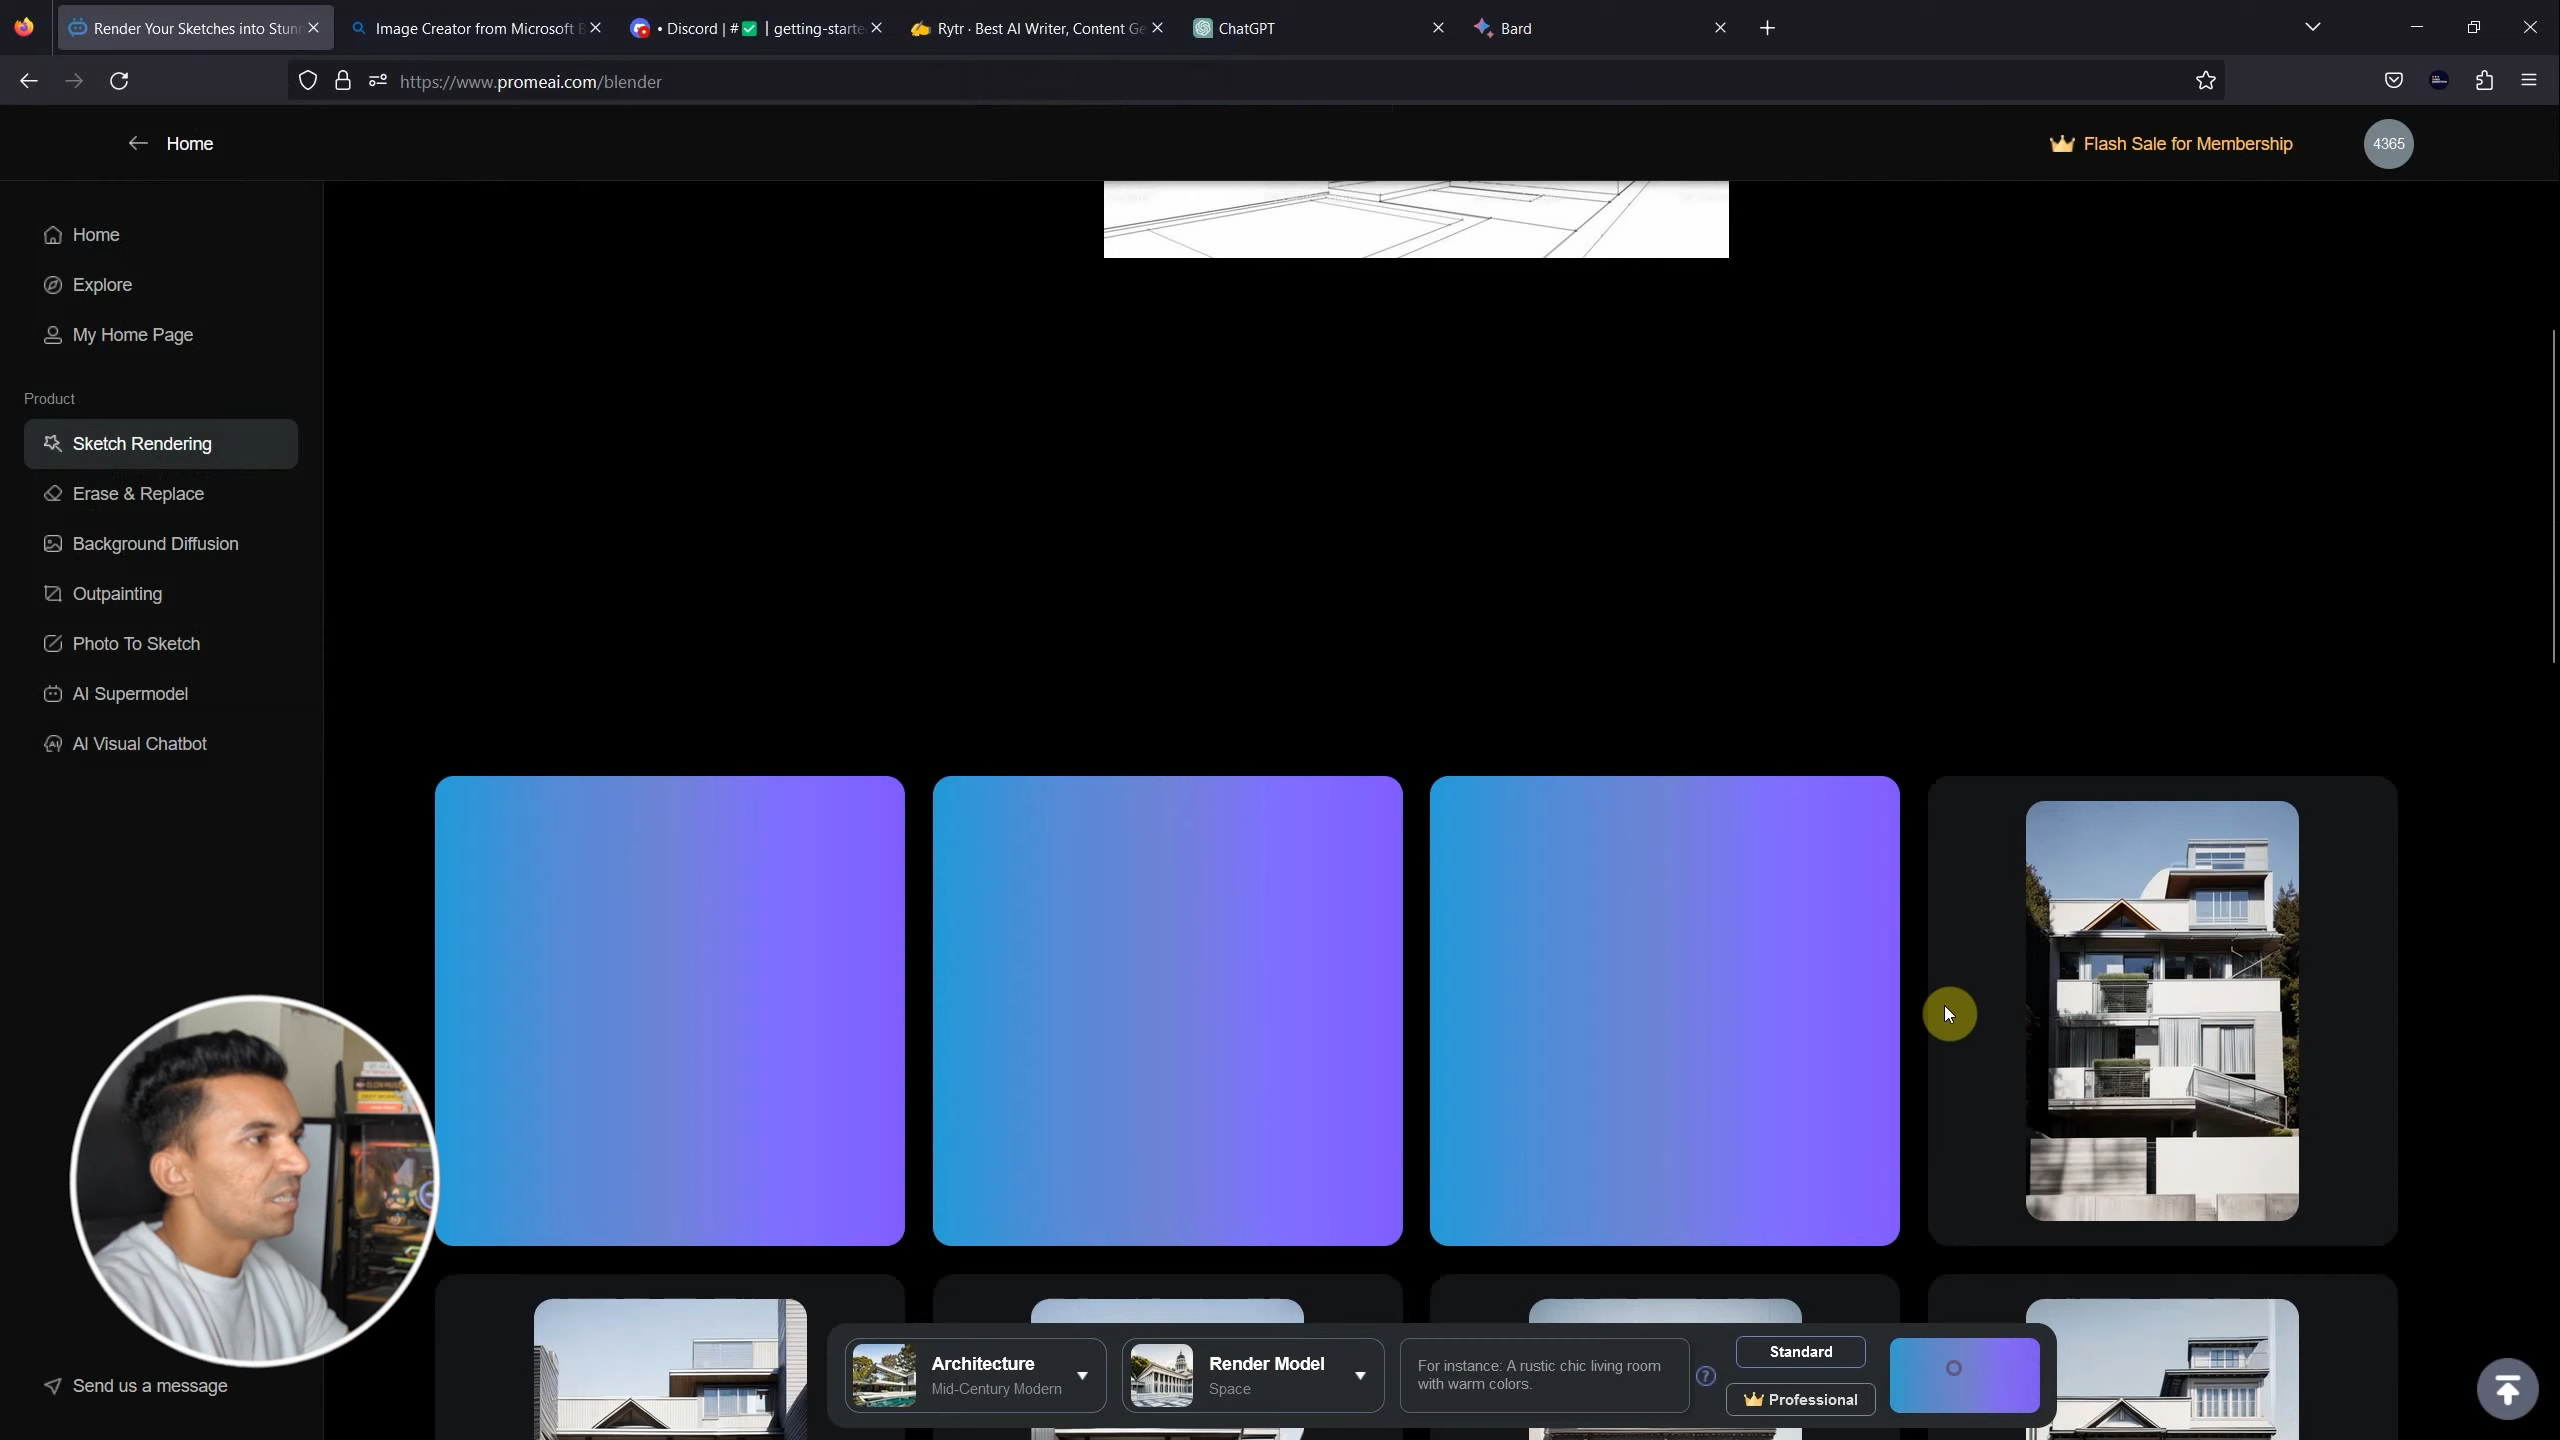 Render Your Sketches into Stun
Image Creator from Microsoft B
• Discord | #✅ | getting-starte
Rytr · Best AI Writer, Content Ge
ChatGPT
Bard
https://www.promeai.com/blender
Home
Flash Sale for Membership
4365
Home
Explore
My Home Page
Product
Sketch Rendering
Erase & Replace
Background Diffusion
Outpainting
Photo To Sketch
AI Supermodel
AI Visual Chatbot
Send us a message
Architecture
Mid-Century Modern
Render Model
Space
For instance: A rustic chic living room
with warm colors.
?
Standard
Professional